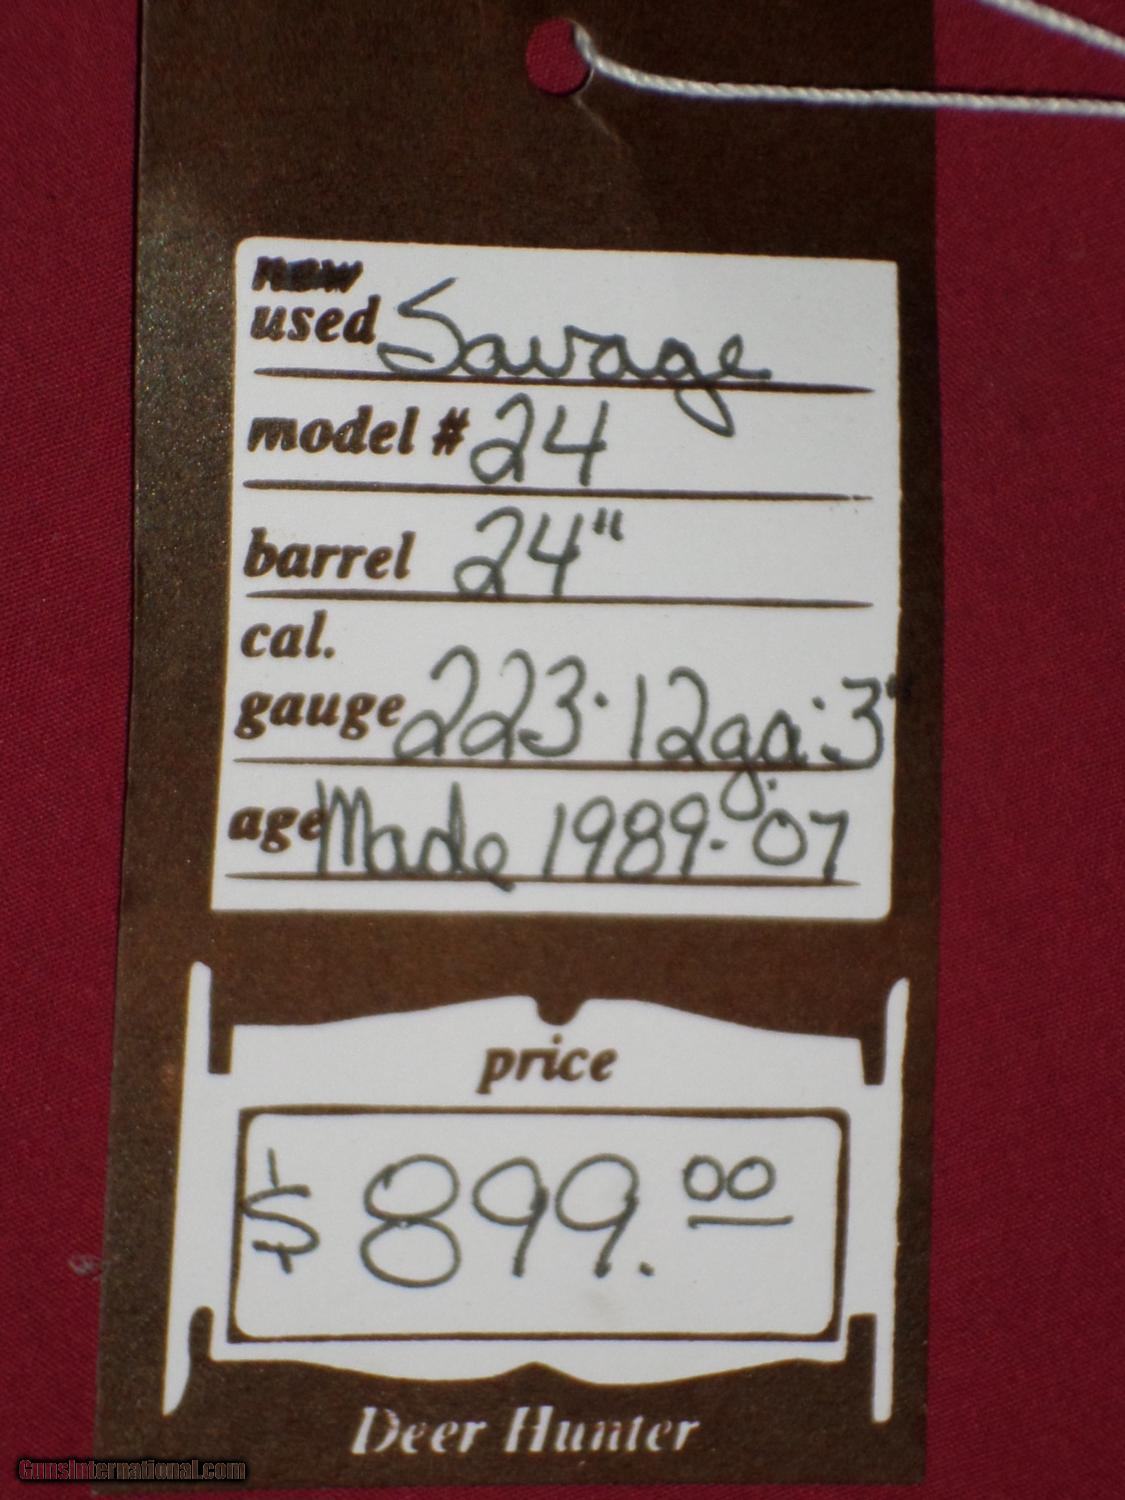 new
used Savage
model # 24
barrel 24"
cal.
gauge 223 · 12ga · 3"
age Made 1989-'07
price
$ 899.00
Deer Hunter
GunsInternational.com